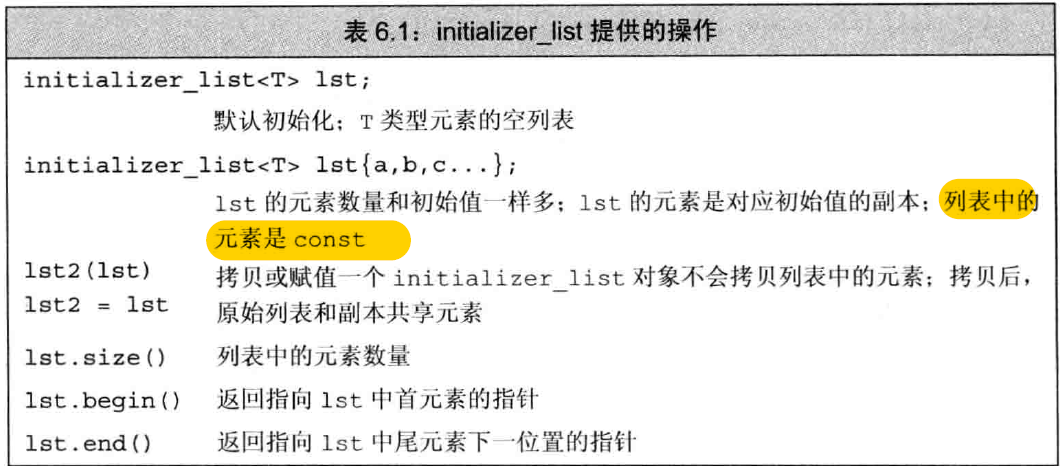 表 6.1：initializer_list 提供的操作
initializer_list<T> lst;
默认初始化；T 类型元素的空列表
initializer_list<T> lst{a,b,c...};
lst 的元素数量和初始值一样多；lst 的元素是对应初始值的副本；列表中的
元素是 const
lst2(lst) 拷贝或赋值一个 initializer_list 对象不会拷贝列表中的元素；拷贝后，
lst2 = lst 原始列表和副本共享元素
lst.size() 列表中的元素数量
lst.begin() 返回指向 lst 中首元素的指针
lst.end() 返回指向 lst 中尾元素下一位置的指针